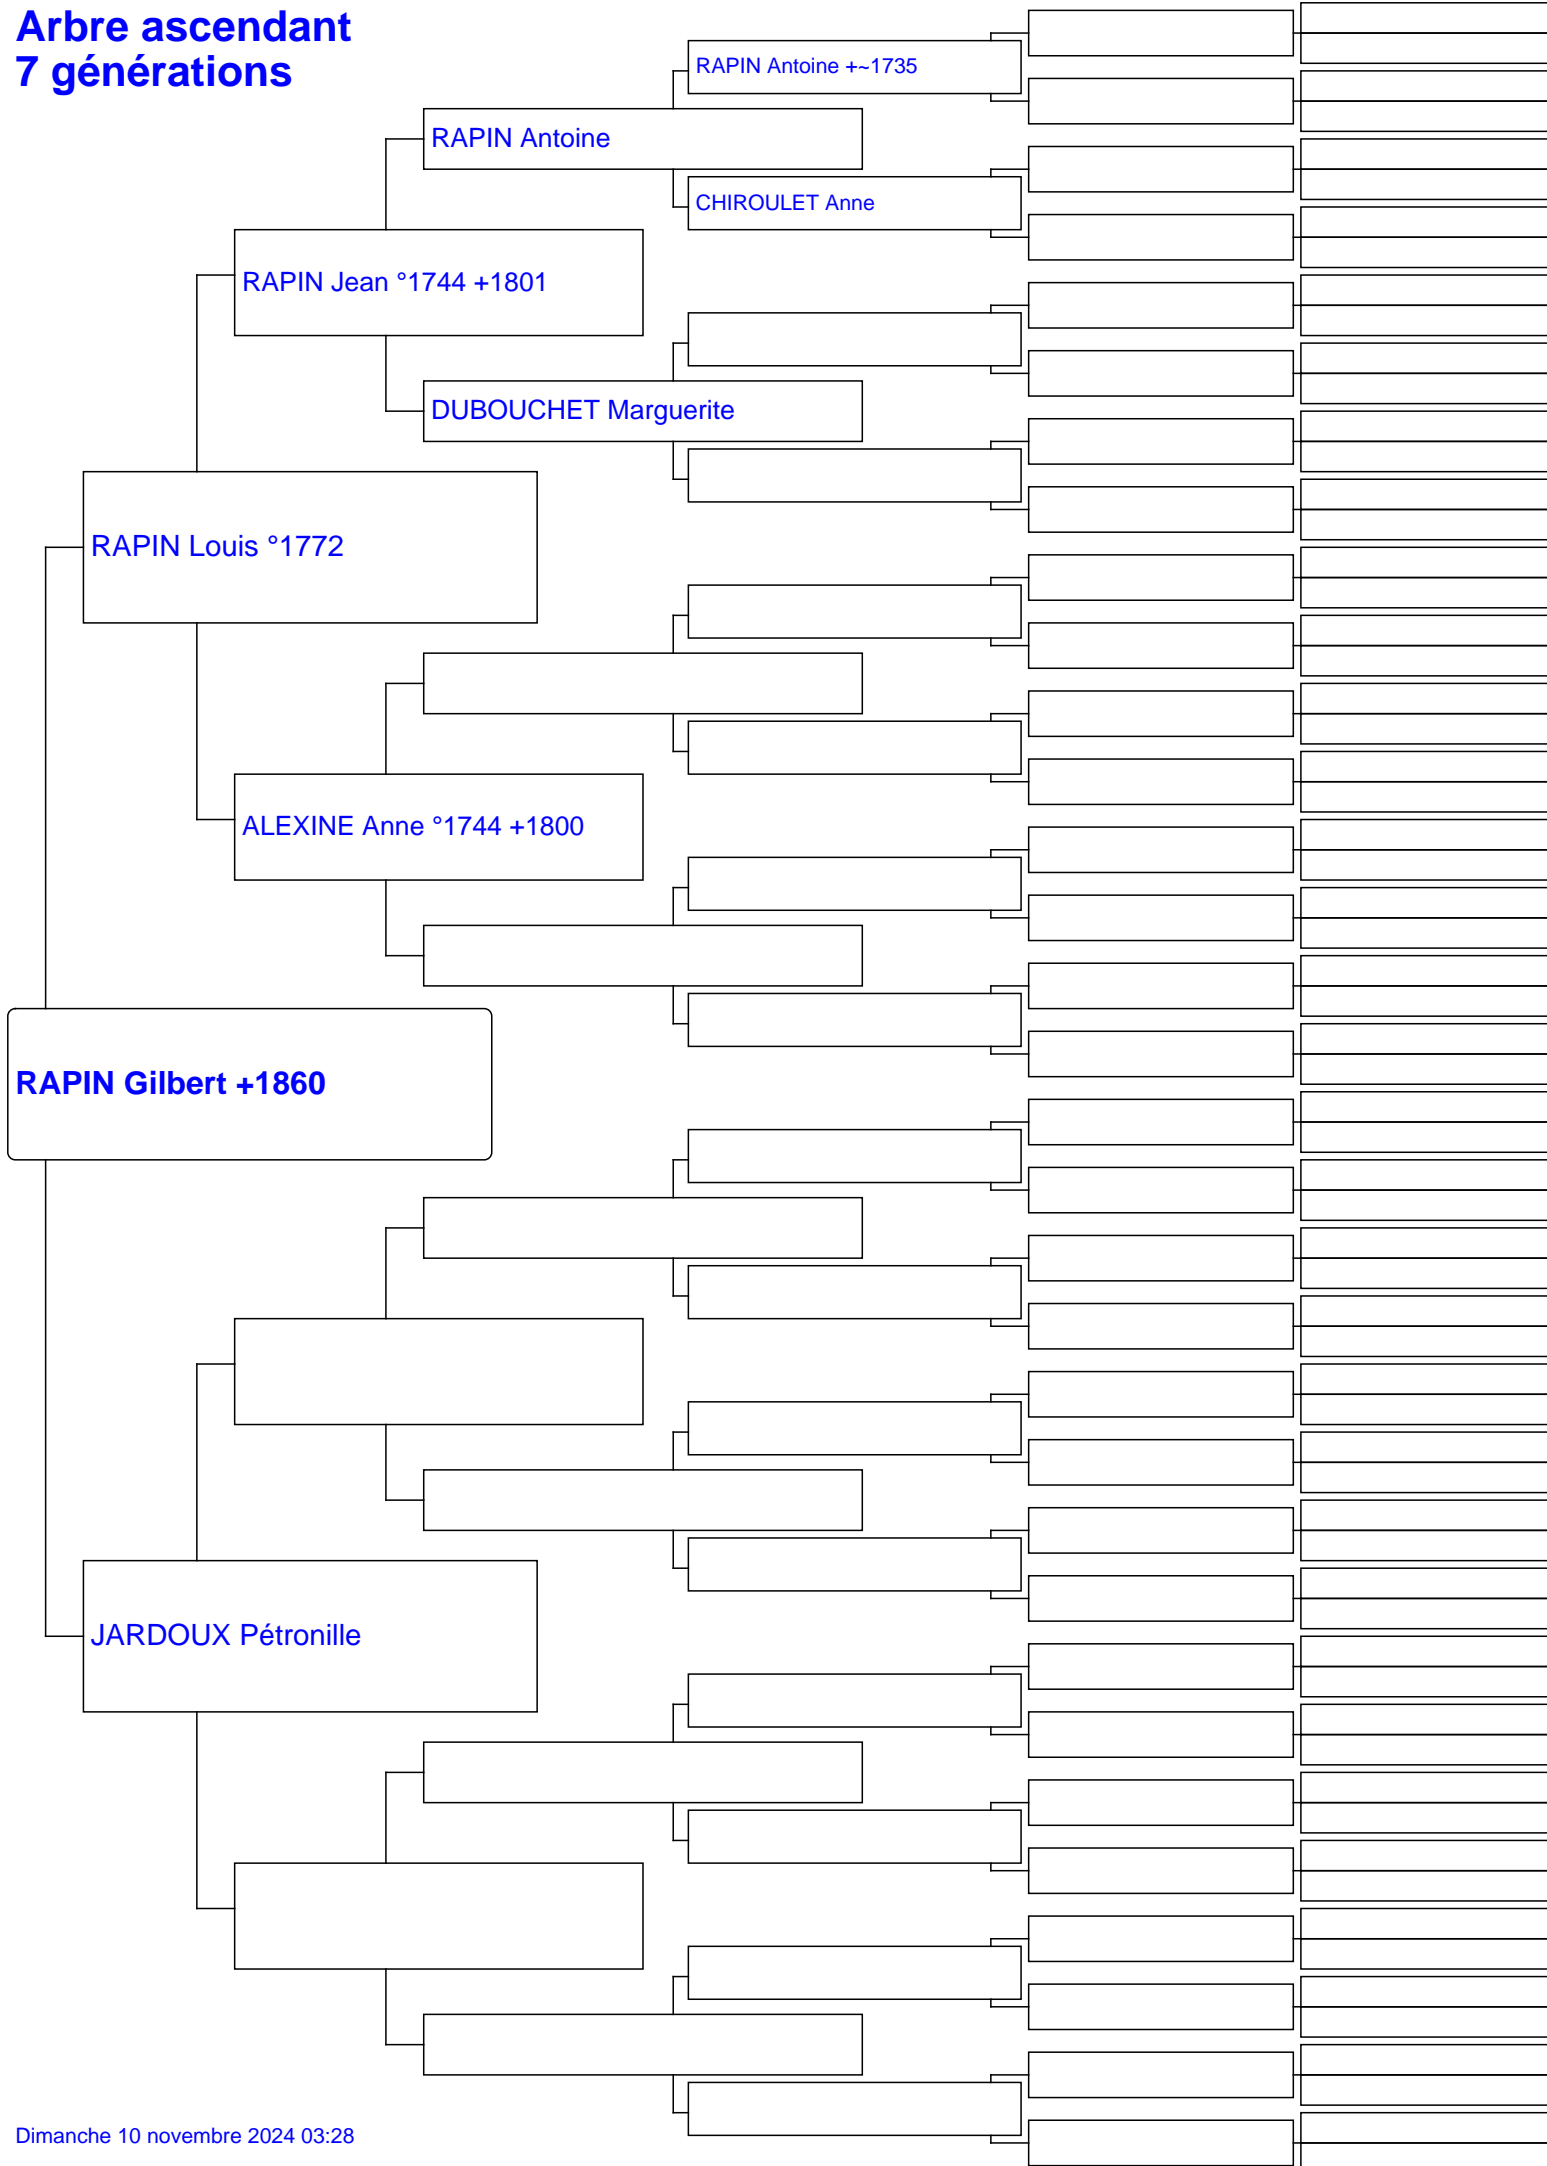 Arbre ascendant
7 générations
RAPIN Antoine +~1735
RAPIN Antoine
CHIROULET Anne
RAPIN Jean °1744 +1801
DUBOUCHET Marguerite
RAPIN Louis °1772
ALEXINE Anne °1744 +1800
RAPIN Gilbert +1860
JARDOUX Pétronille
Dimanche 10 novembre 2024 03:28